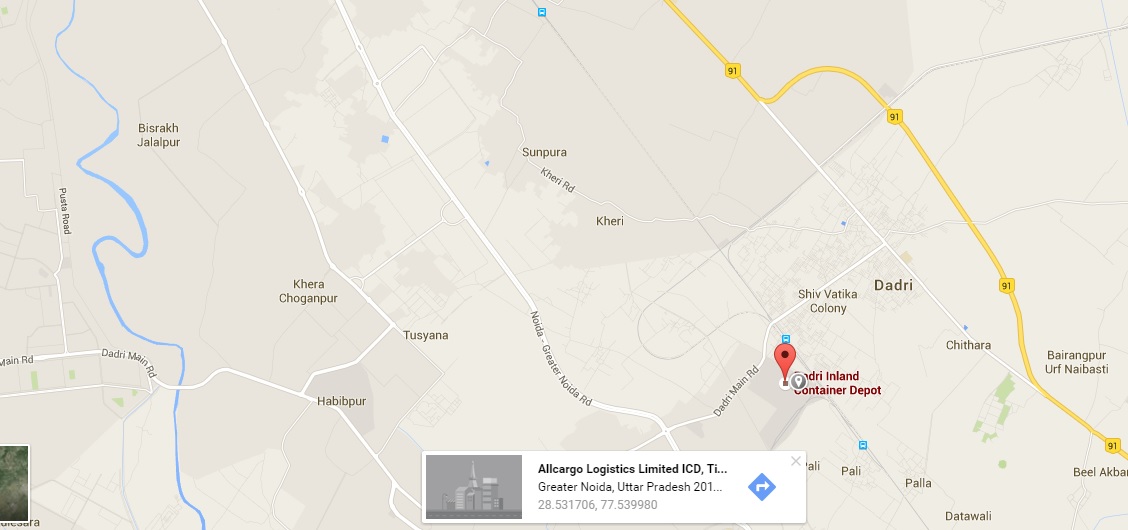 91
91
Bisrakh
Jalalpur
Sunpura
Kheri Rd
Pusta Road
Kheri
Khera
Choganpur
Dadri
91
Shiv Vatika
Colony
Noida - Greater Noida Rd
Tusyana
Chithara
Main Rd
Dadri Main Rd
Bairangpur
Urf Naibasti
Dadri Main Rd
Dadri Inland
Container Depot
Habibpur
91
Allcargo Logistics Limited ICD, Ti...
Greater Noida, Uttar Pradesh 201...
28.531706, 77.539980
Pali
Palla
Beel Akba
Datawali